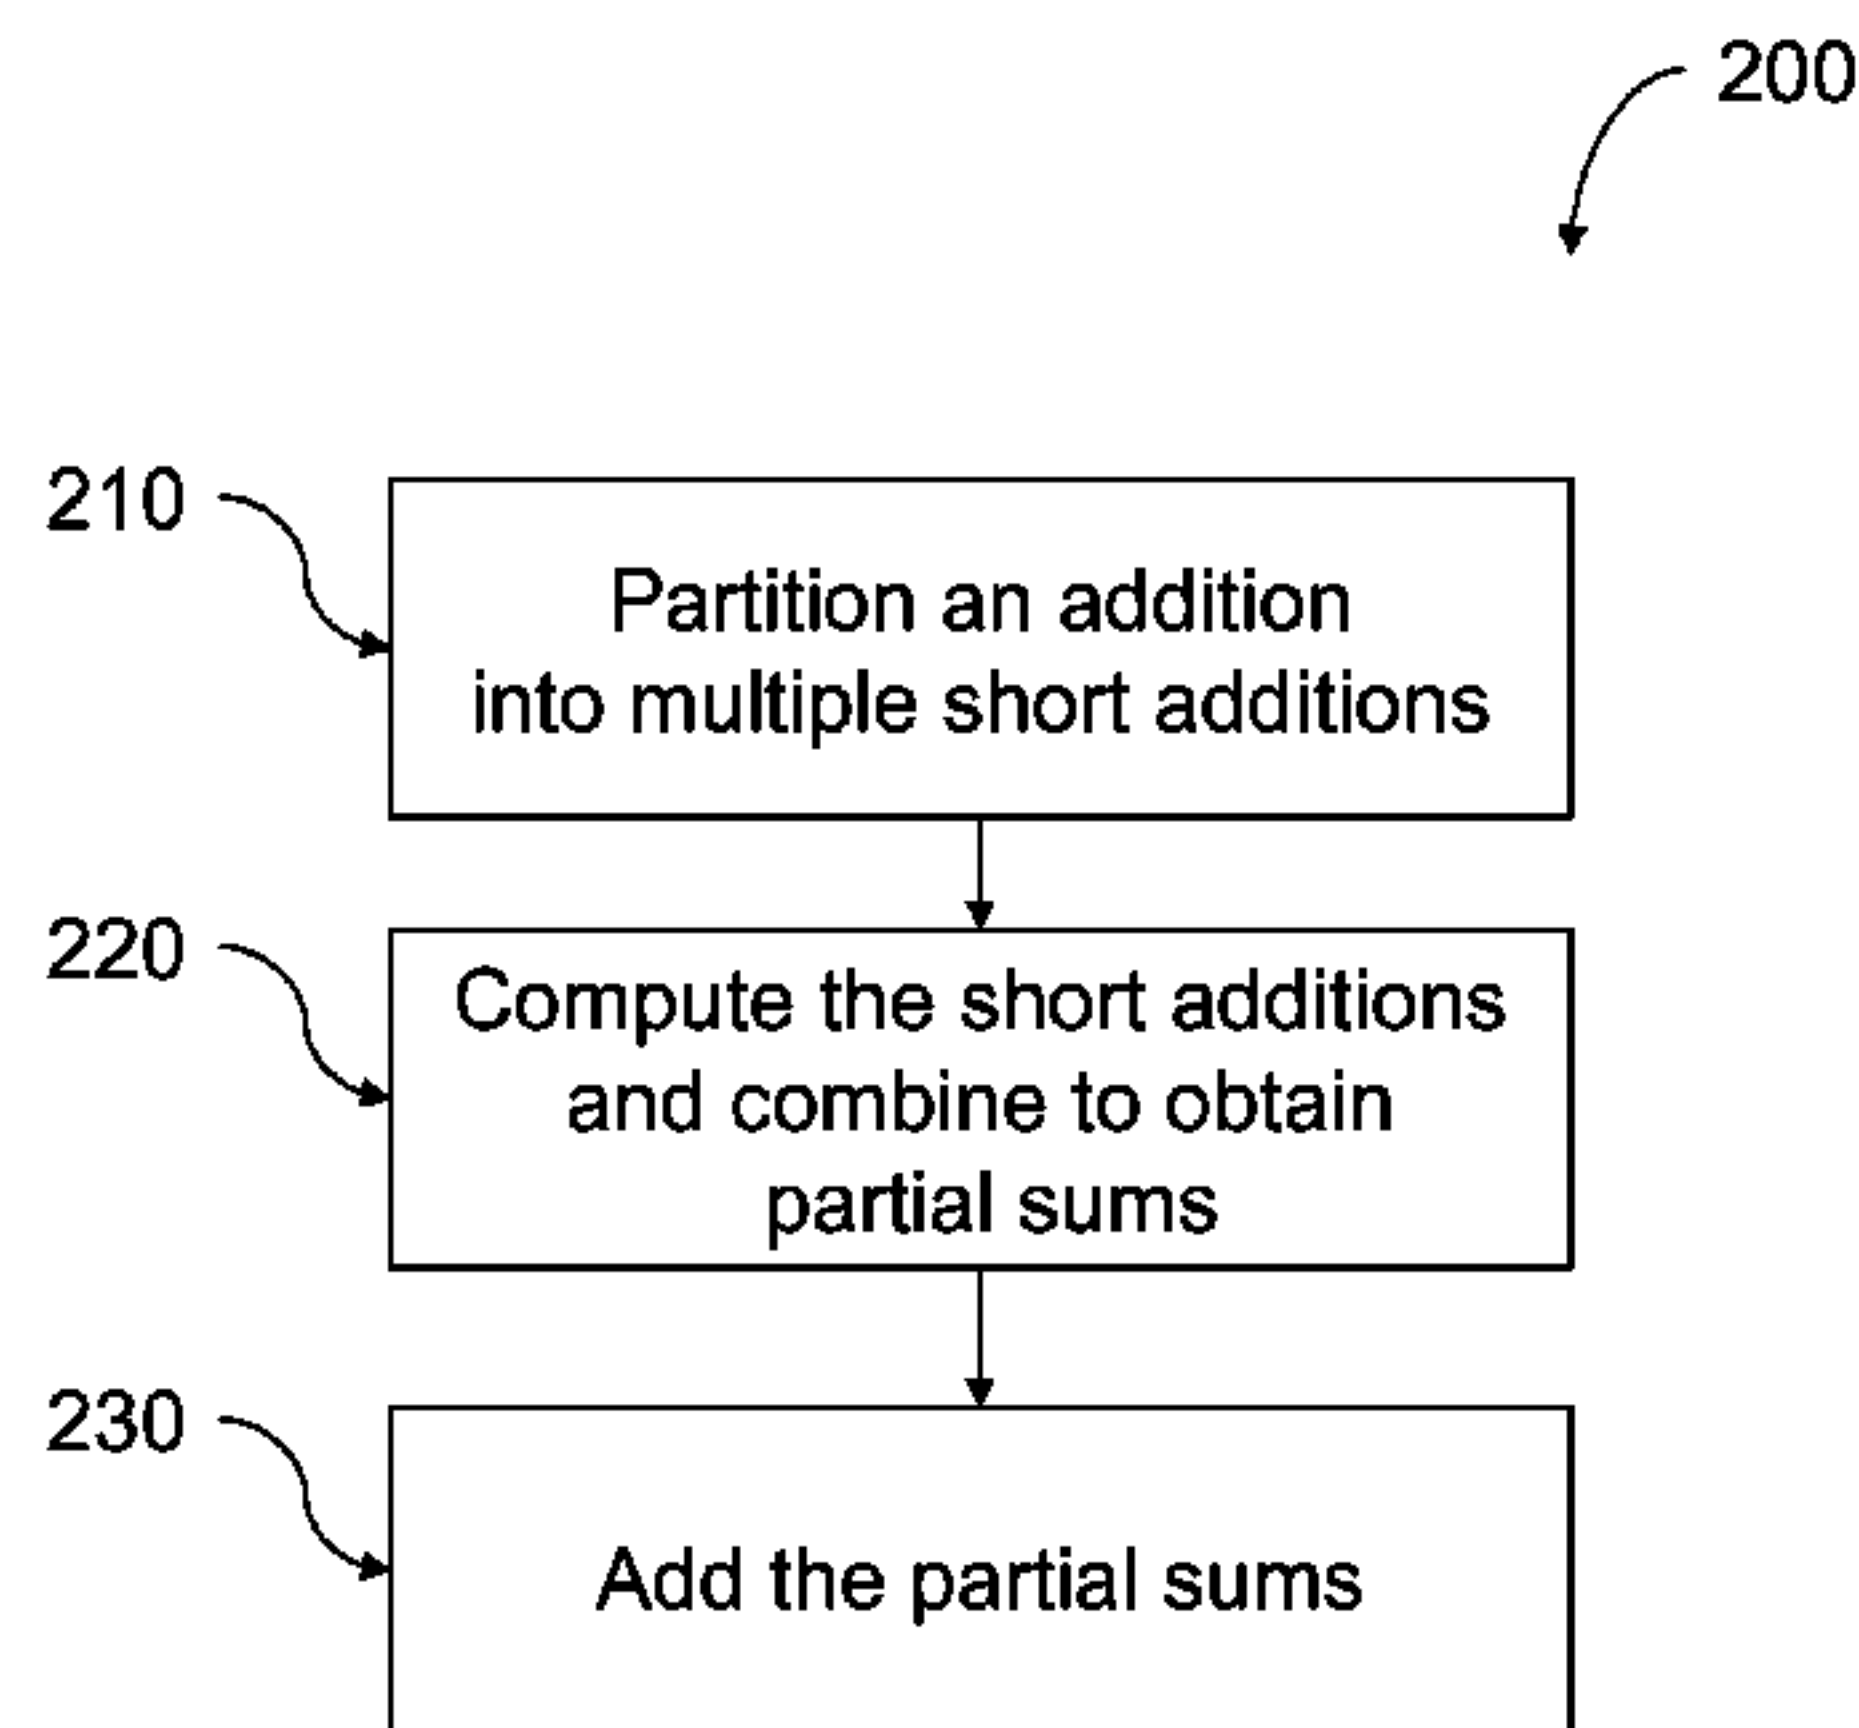 200
210
Partition an addition
into multiple short additions
220
Compute the short additions
and combine to obtain
partial sums
230
Add the partial sums